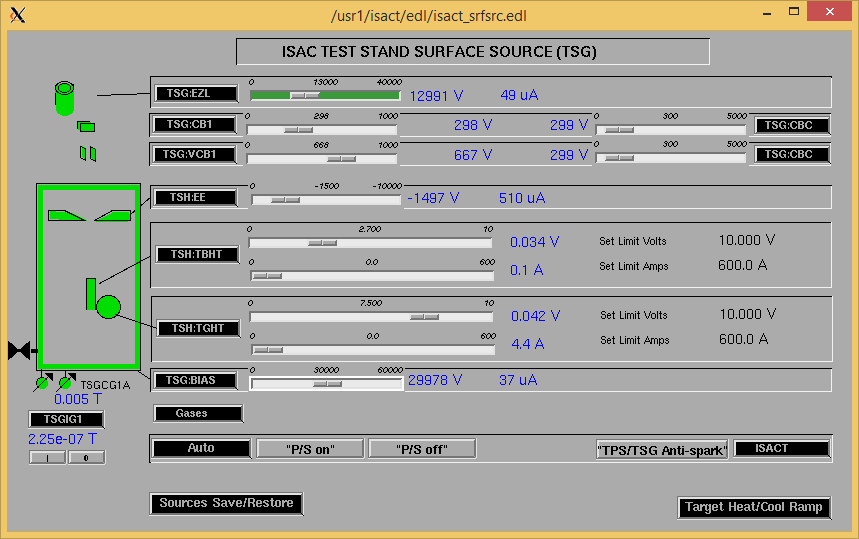 X /usr1/isact/edl/isact_srfsrc.edl
ISAC TEST STAND SURFACE SOURCE (TSG)
TSG:EZL 0 13000 40000 12991 V 49 uA
TSG:CB1 0 298 1000 298 V 299 V 0 300 5000 TSG:CBC
TSG:VCB1 0 668 1000 667 V 299 V 0 300 5000 TSG:CBC
TSH:EE 0 -1500 -10000 -1497 V 510 uA
0 2.700 10 0.034 V Set Limit Volts 10.000 V
TSH:TBHT
0 0.0 600 0.1 A Set Limit Amps 600.0 A
0 7.500 10 0.042 V Set Limit Volts 10.000 V
TSH:TGHT
0 0.0 600 4.4 A Set Limit Amps 600.0 A
TSG:BIAS 0 30000 60000 29978 V 37 uA
TSGCG1A
0.005 T
TSGIG1
2.25e-07 T
I 0
Gases
Auto "P/S on" "P/S off" "TPS/TSG Anti-spark" ISACT
Sources Save/Restore Target Heat/Cool Ramp